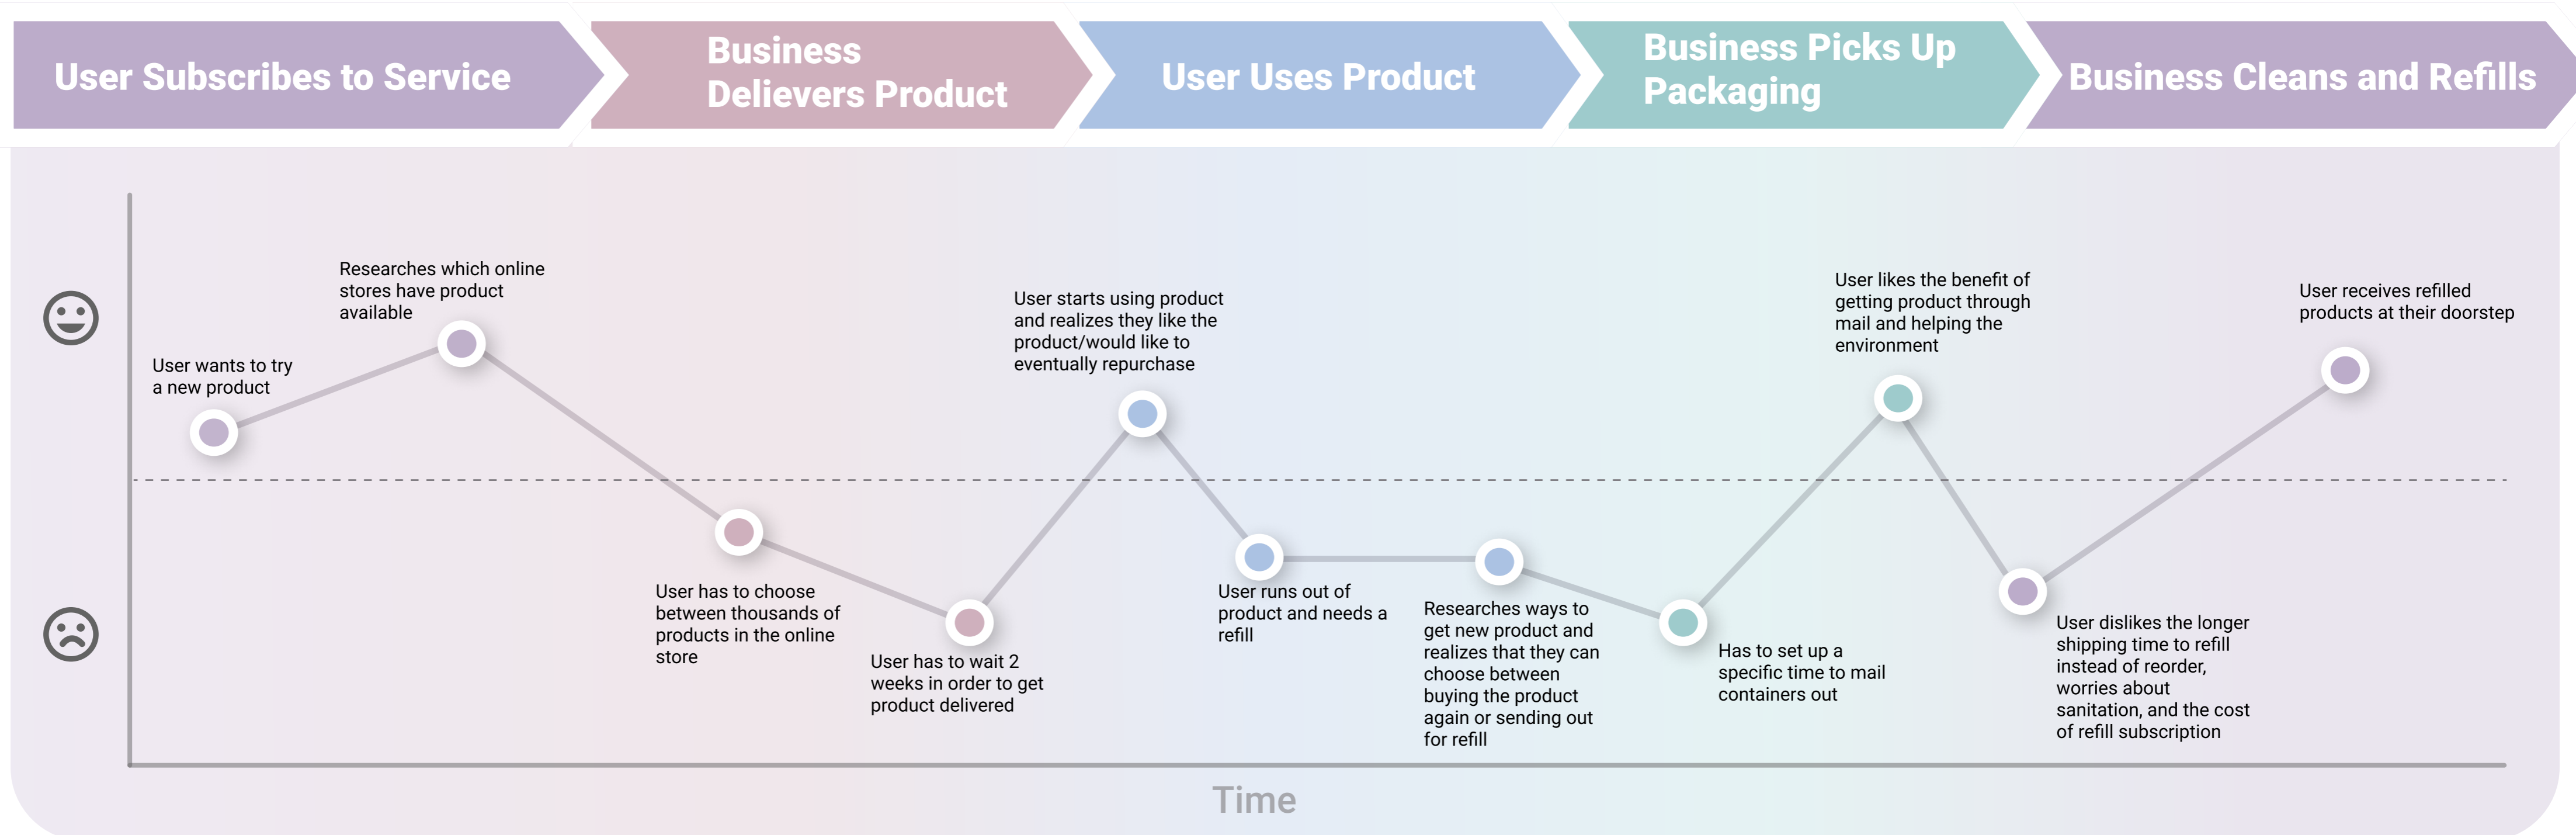 User Subscribes to Service
Business
Delievers Product
User Uses Product
Business Picks Up
Packaging
Business Cleans and Refills
User wants to try
a new product
Researches which online
stores have product
available
User has to choose
between thousands of
products in the online
store
User has to wait 2
weeks in order to get
product delivered
User starts using product
and realizes they like the
product/would like to
eventually repurchase
User runs out of
product and needs a
refill
Researches ways to
get new product and
realizes that they can
choose between
buying the product
again or sending out
for refill
Has to set up a
specific time to mail
containers out
User likes the benefit of
getting product through
mail and helping the
environment
User dislikes the longer
shipping time to refill
instead of reorder,
worries about
sanitation, and the cost
of refill subscription
User receives refilled
products at their doorstep
Time